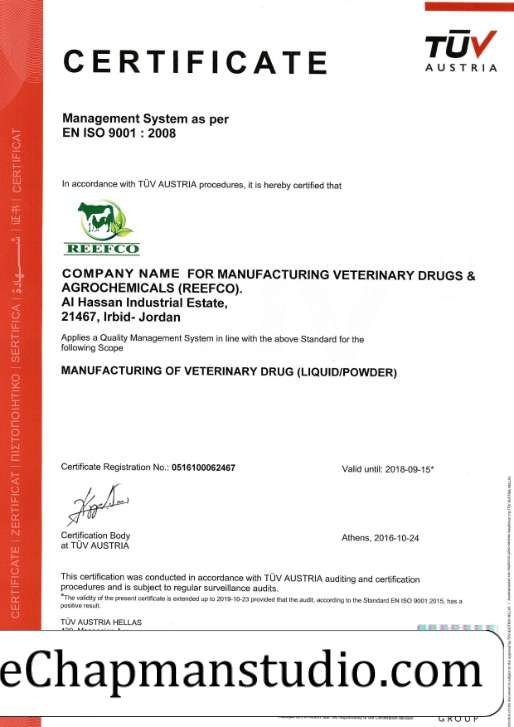 CERTIFICATE
TÜV
AUSTRIA
Management System as per
EN ISO 9001 : 2008
In accordance with TÜV AUSTRIA procedures, it is hereby certified that
REEFCO
COMPANY NAME FOR MANUFACTURING VETERINARY DRUGS &
AGROCHEMICALS (REEFCO).
Al Hassan Industrial Estate,
21467, Irbid- Jordan
Applies a Quality Management System in line with the above Standard for the
following Scope
MANUFACTURING OF VETERINARY DRUG (LIQUID/POWDER)
Certificate Registration No.: 0516100062467
Valid until: 2018-09-15*
Certification Body
at TÜV AUSTRIA
Athens, 2016-10-24
This certification was conducted in accordance with TÜV AUSTRIA auditing and certification
procedures and is subject to regular surveillance audits.
*The validity of the present certificate is extended up to 2019-10-23 provided that the audit, according to the Standard EN ISO 9001:2015, has a
positive result.
TÜV AUSTRIA HELLAS
eChapmanstudio.com
GROUP
CERTIFICATE | ZERTIFICAT | ΠΙΣΤΟΠΟΙΗΤΙΚΟ | SERTIFICA | شهادة | 证书 | CERTIFICAT